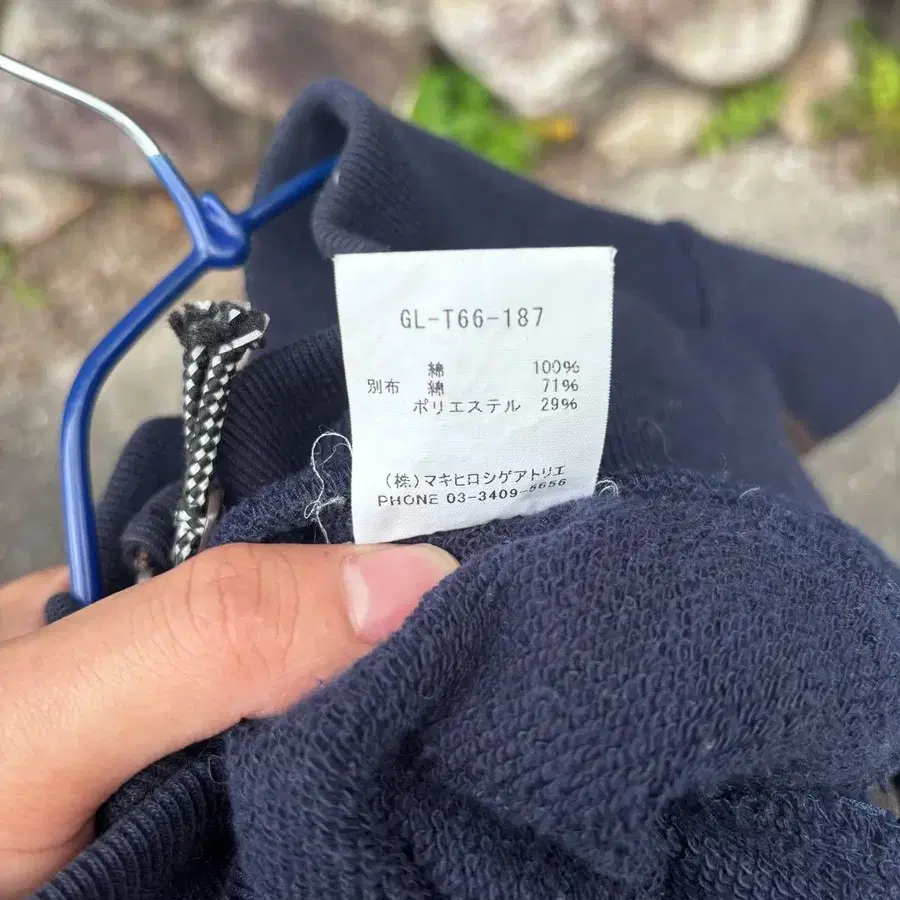 GL-T66-187
綿 100%
別布 綿 71%
ポリエステル 29%
(株)マキヒロシゲアトリエ
PHONE 03-3409-5656